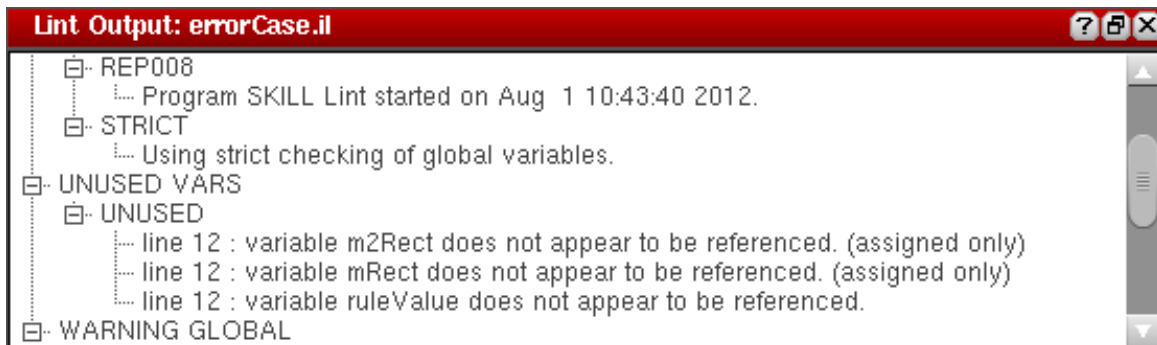 Lint Output: errorCase.il
REP008
Program SKILL Lint started on Aug  1 10:43:40 2012.
STRICT
Using strict checking of global variables.
UNUSED VARS
UNUSED
line 12 : variable m2Rect does not appear to be referenced. (assigned only)
line 12 : variable mRect does not appear to be referenced. (assigned only)
line 12 : variable ruleValue does not appear to be referenced.
WARNING GLOBAL